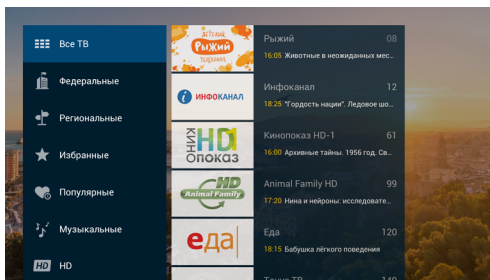 Все ТВ
Федеральные
Региональные
Избранные
Популярные
Музыкальные
HD
HD
ДЕТСКИЙ
Рыжий
ТЕЛЕКАНАЛ
ИНФОКАНАЛ
КИНОПОКАЗ
HD
HD
Animal Family
еда
Рыжий 08
16:05 Животные в неожиданных мес...
Инфоканал 12
18:25 "Гордость нации". Ледовое шо...
Кинопоказ HD-1 61
16:00 Архивные тайны. 1956 год. Св...
Animal Family HD 99
17:20 Нина и нейроны: исследовате...
Еда 120
18:15 Бабушка лёгкого поведения